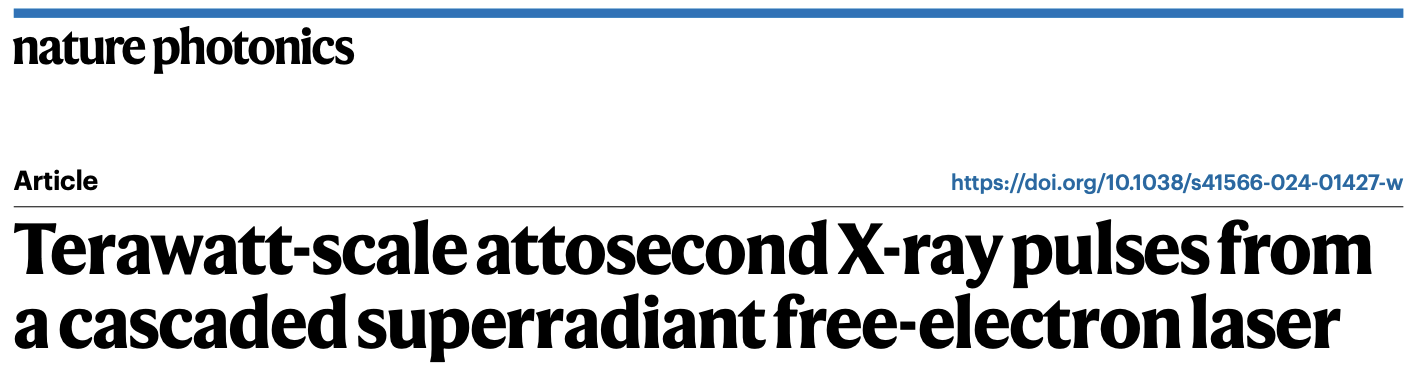 nature photonics
Article
https://doi.org/10.1038/s41566-024-01427-w
Terawatt-scale attosecond X-ray pulses from
a cascaded superradiant free-electron laser